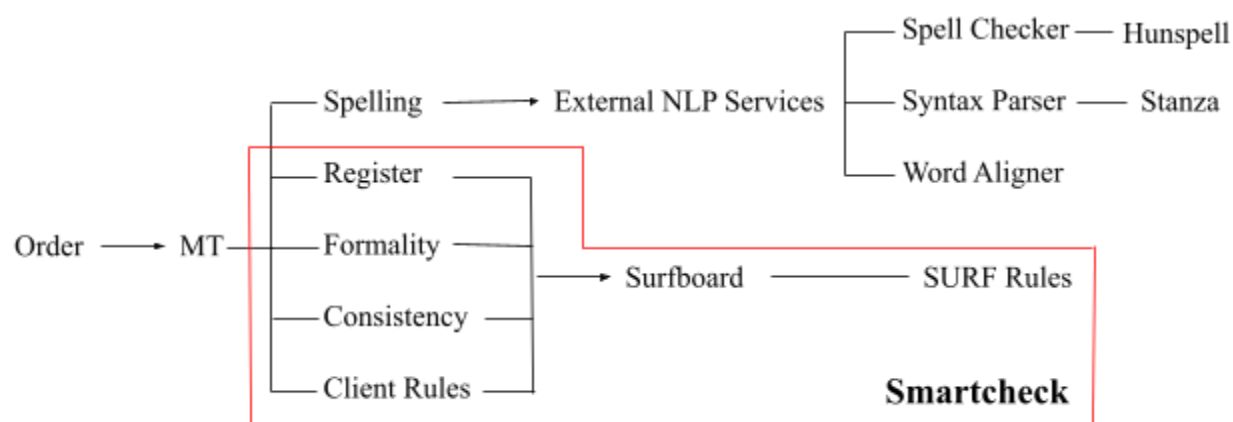 Spell Checker
Hunspell
Spelling
External NLP Services
Syntax Parser
Stanza
Register
Word Aligner
Order
MT
Formality
Surfboard
SURF Rules
Consistency
Client Rules
Smartcheck